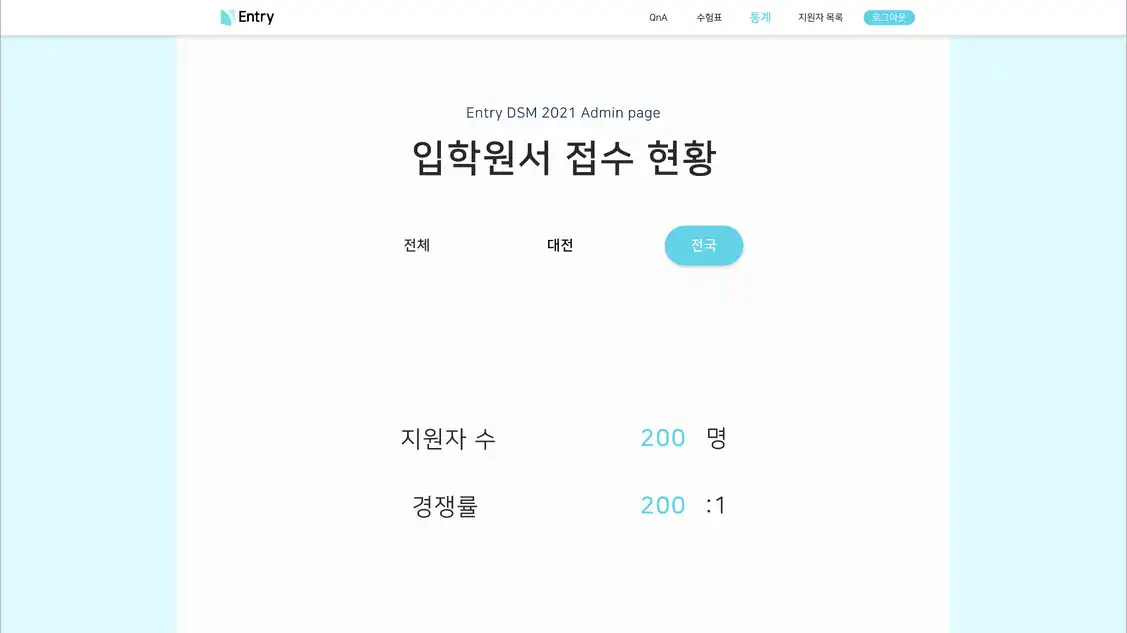 Entry QnA 수험표 통계 지원자 목록 로그아웃
Entry DSM 2021 Admin page
입학원서 접수 현황
전체 대전 전국
지원자 수 200 명
경쟁률 200 :1